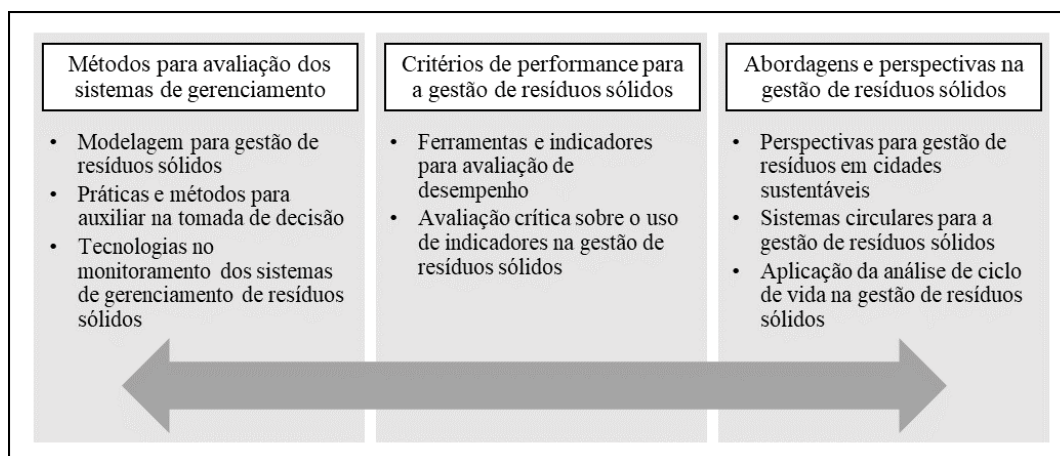 Métodos para avaliação dos
sistemas de gerenciamento
• Modelagem para gestão de
resíduos sólidos
• Práticas e métodos para
auxiliar na tomada de decisão
• Tecnologias no
monitoramento dos sistemas
de gerenciamento de resíduos
sólidos
Critérios de performance para
a gestão de resíduos sólidos
• Ferramentas e indicadores
para avaliação de
desempenho
• Avaliação crítica sobre o uso
de indicadores na gestão de
resíduos sólidos
Abordagens e perspectivas na
gestão de resíduos sólidos
• Perspectivas para gestão de
resíduos em cidades
sustentáveis
• Sistemas circulares para a
gestão de resíduos sólidos
• Aplicação da análise de ciclo
de vida na gestão de resíduos
sólidos